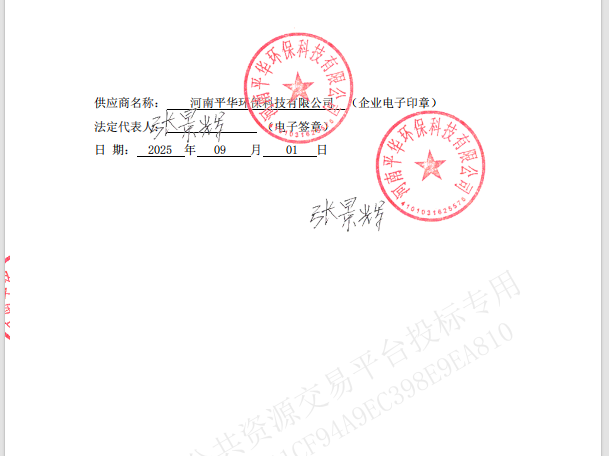 河南平华环保科技有限公司
供应商名称： 河南平华环保科技有限公司 （企业电子印章）
法定代表人： 张景辉 （电子签章）
4101031625570
日 期： 2025 年 09 月 01 日
河南平华环保科技有限公司
4101031625570
张景辉
公共资源交易平台投标专用
1CF94A9EC398E9EA810